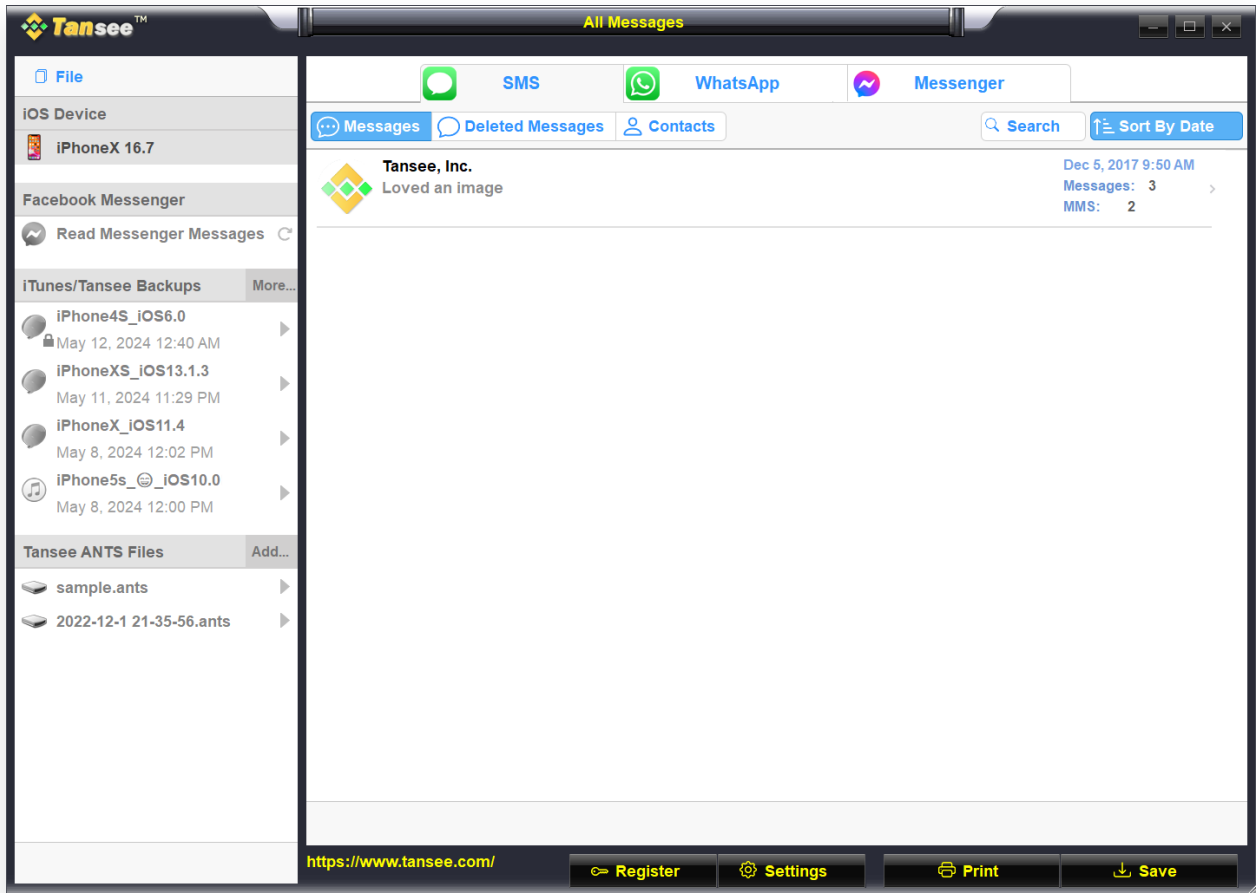 Tansee™
All Messages
File
iOS Device
iPhoneX 16.7
Facebook Messenger
Read Messenger Messages
iTunes/Tansee Backups More...
iPhone4S_iOS6.0
May 12, 2024 12:40 AM
iPhoneXS_iOS13.1.3
May 11, 2024 11:29 PM
iPhoneX_iOS11.4
May 8, 2024 12:02 PM
iPhone5s_😄_iOS10.0
May 8, 2024 12:00 PM
Tansee ANTS Files Add...
sample.ants
2022-12-1 21-35-56.ants
SMS WhatsApp Messenger
Messages Deleted Messages Contacts Search Sort By Date
Tansee, Inc. Dec 5, 2017 9:50 AM
Loved an image Messages: 3
MMS: 2
https://www.tansee.com/ Register Settings Print Save